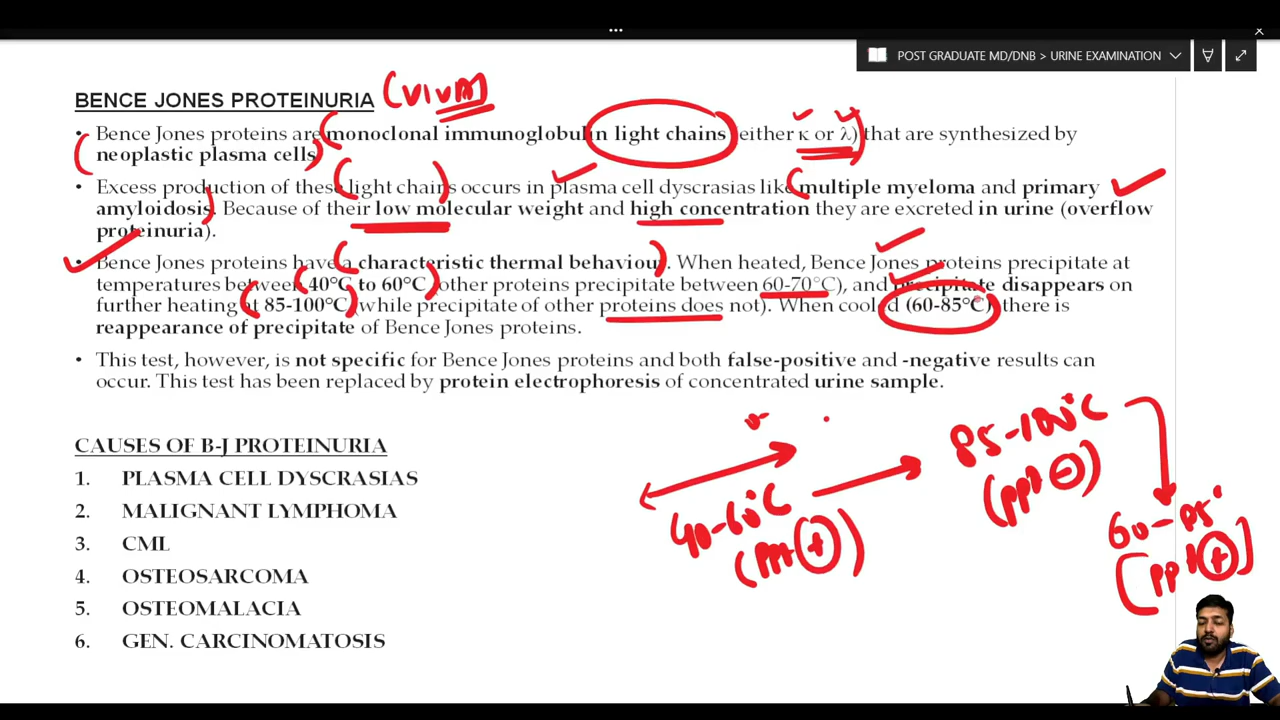 POST GRADUATE MD/DNB > URINE EXAMINATION
BENCE JONES PROTEINURIA (VIVA)
• Bence Jones proteins are monoclonal immunoglobulin light chains (either κ or λ) that are synthesized by
neoplastic plasma cells.
• Excess production of these light chains occurs in plasma cell dyscrasias like multiple myeloma and primary
amyloidosis. Because of their low molecular weight and high concentration they are excreted in urine (overflow
proteinuria).
• Bence Jones proteins have a characteristic thermal behaviour. When heated, Bence Jones proteins precipitate at
temperatures between 40°C to 60°C (other proteins precipitate between 60-70°C), and precipitate disappears on
further heating at 85-100°C (while precipitate of other proteins does not). When cooled (60-85°C), there is
reappearance of precipitate of Bence Jones proteins.
• This test, however, is not specific for Bence Jones proteins and both false-positive and -negative results can
occur. This test has been replaced by protein electrophoresis of concentrated urine sample.
40-60°C
(ppt +)
85-100°C
(ppt -)
60-85°
[ppt +]
CAUSES OF B-J PROTEINURIA
1. PLASMA CELL DYSCRASIAS
2. MALIGNANT LYMPHOMA
3. CML
4. OSTEOSARCOMA
5. OSTEOMALACIA
6. GEN. CARCINOMATOSIS